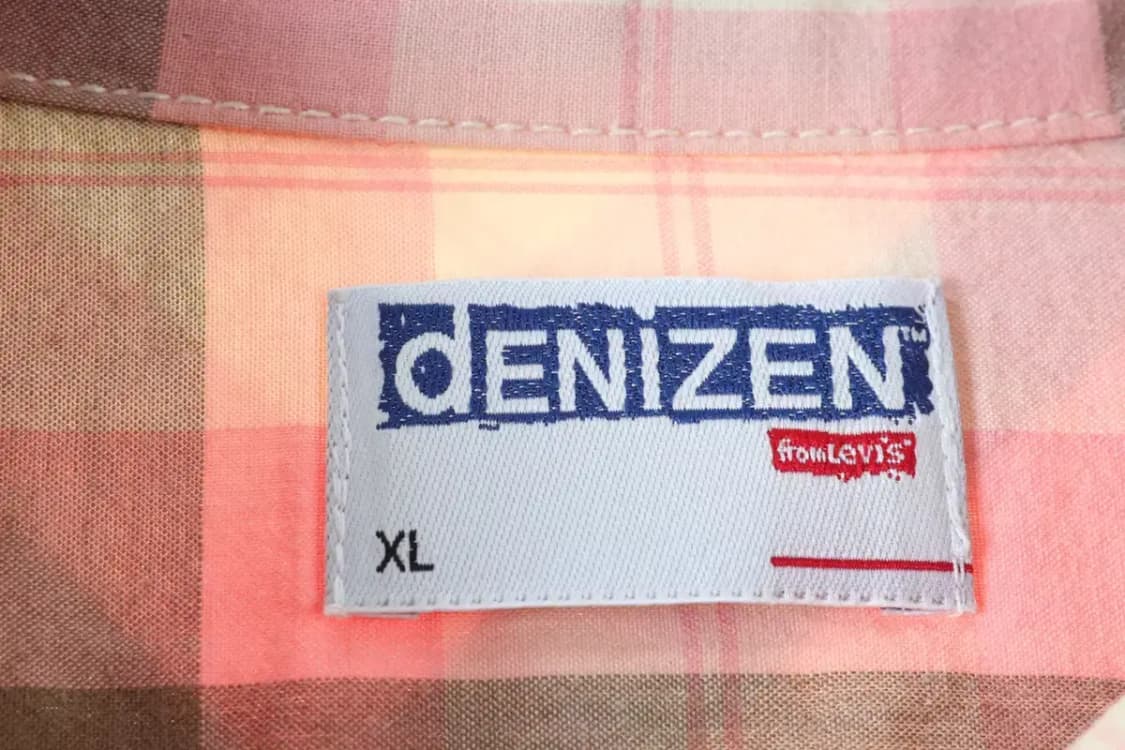 dENiZEN™
from Levi's
XL